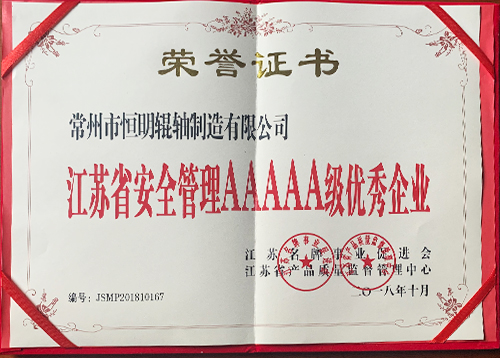 荣誉证书
常州市恒明辊轴制造有限公司
江苏省安全管理AAAAA级优秀企业
江苏名牌事业促进会
江苏省产品质量监督管理中心
编号：JSMP201810167
二〇一八年十月